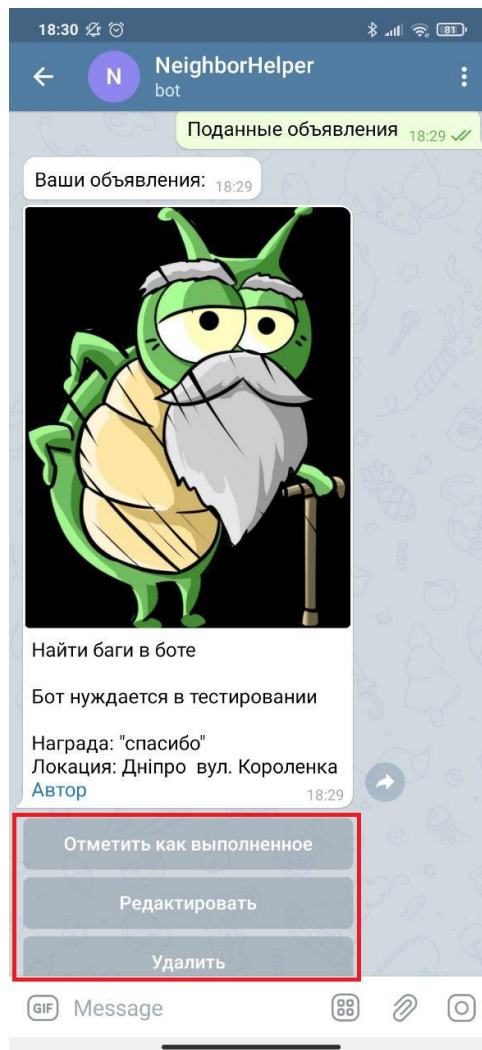 18:30
81
N
NeighborHelper
bot
Поданные объявления 18:29
Ваши объявления: 18:29
Найти баги в боте
Бот нуждается в тестировании
Награда: "спасибо"
Локация: Дніпро вул. Короленка
Автор 18:29
Отметить как выполненное
Редактировать
Удалить
GIF Message